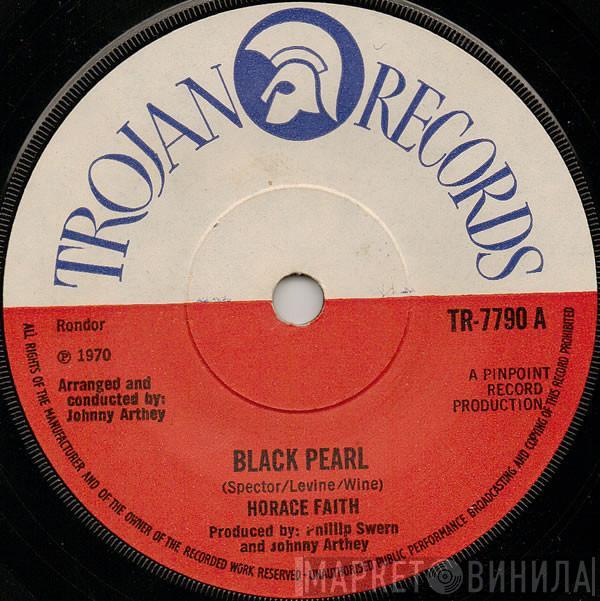 TROJAN RECORDS
Rondor
TR-7790 A
℗ 1970
Arranged and
conducted by:
Johnny Arthey
A PINPOINT
RECORD
PRODUCTION
BLACK PEARL
(Spector/Levine/Wine)
HORACE FAITH
Produced by: Phillip Swern
and Johnny Arthey
ALL RIGHTS OF THE MANUFACTURER AND OF THE OWNER OF THE RECORDED WORK RESERVED-UNAUTHORISED PUBLIC PERFORMANCE BROADCASTING AND COPYING OF THIS RECORD PROHIBITED
МАРКЕТ ВИНИЛА